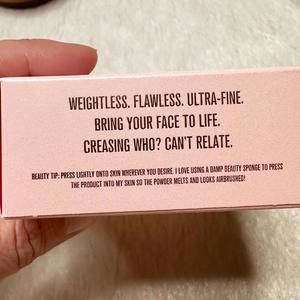 WEIGHTLESS. FLAWLESS. ULTRA-FINE.
BRING YOUR FACE TO LIFE.
CREASING WHO? CAN'T RELATE.
BEAUTY TIP: PRESS LIGHTLY ONTO SKIN WHEREVER YOU DESIRE. I LOVE USING A DAMP BEAUTY SPONGE TO PRESS
THE PRODUCT INTO MY SKIN SO THE POWDER MELTS AND LOOKS AIRBRUSHED!